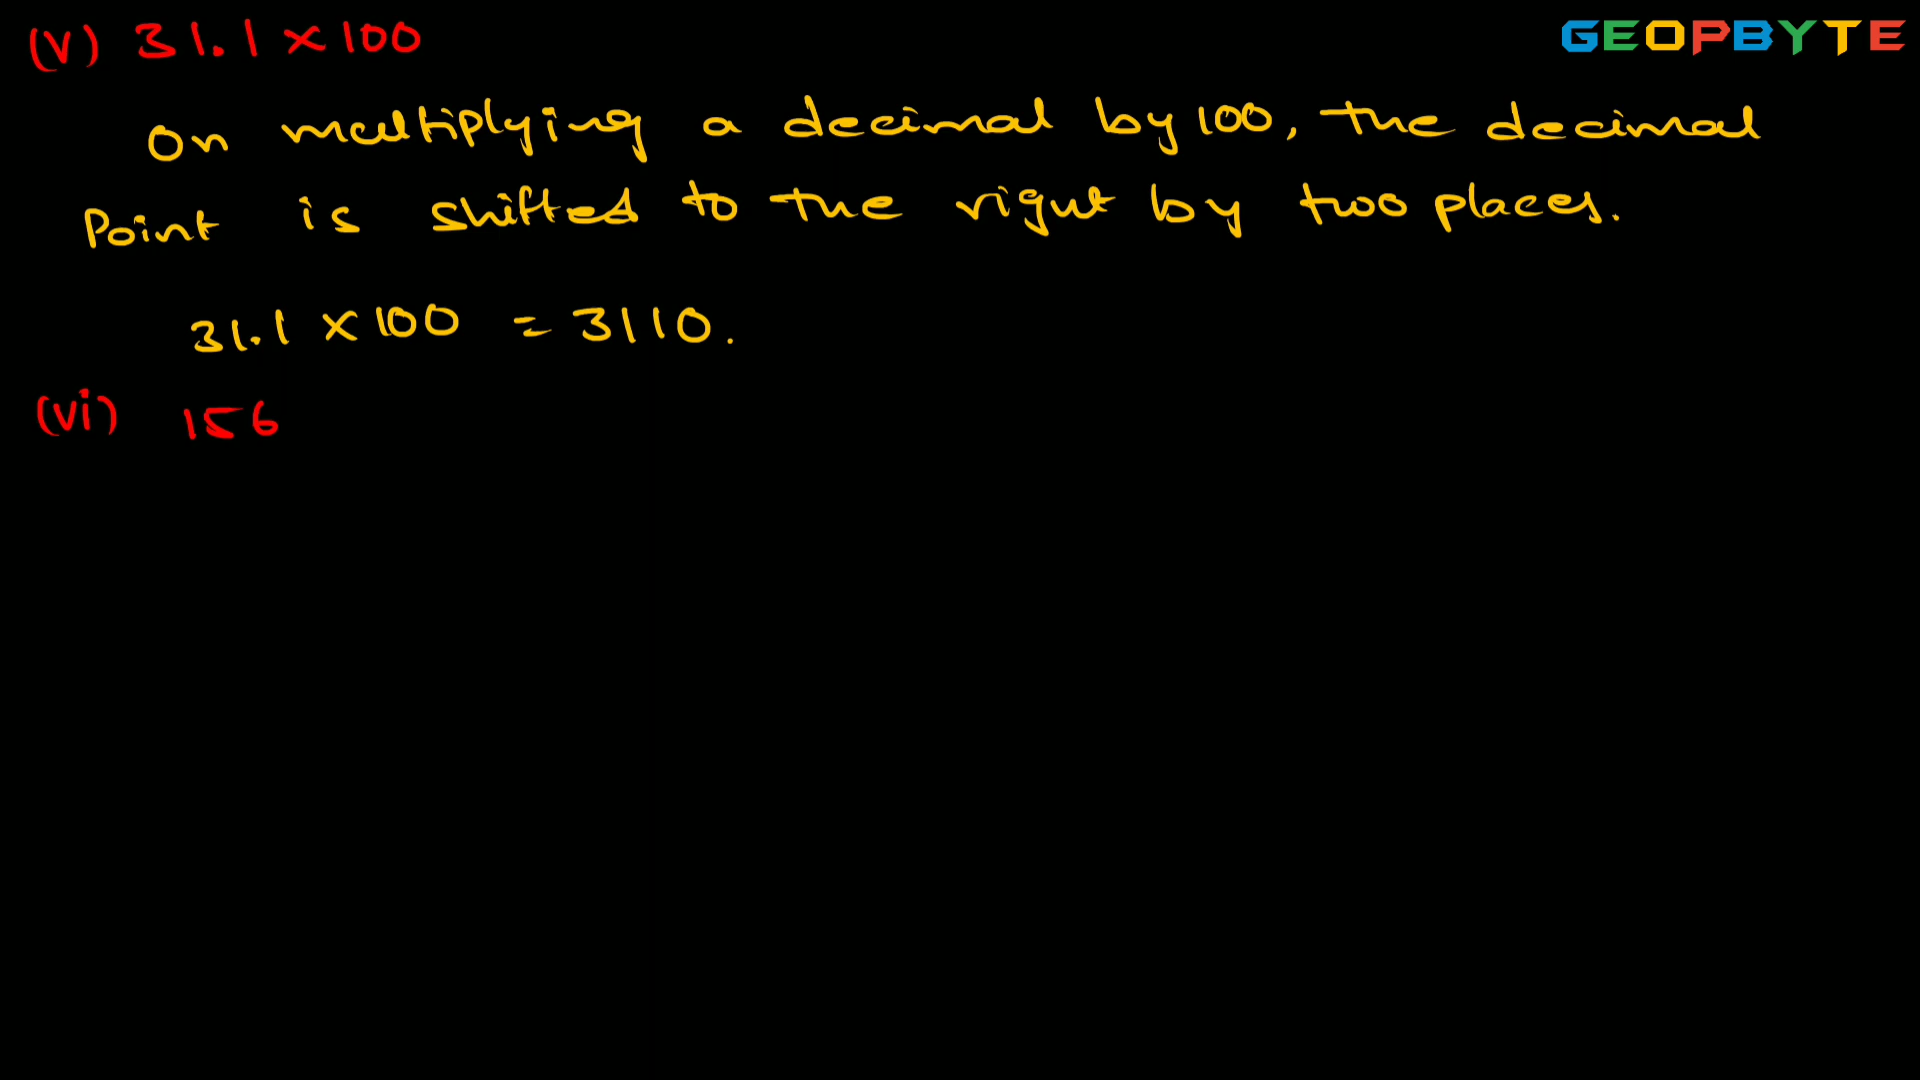 (V) 31.1 × 100
GEOPBYTE
On multiplying a decimal by 100, the decimal
Point is shifted to the right by two places.
31.1 × 100 = 3110.
(Vi) 156